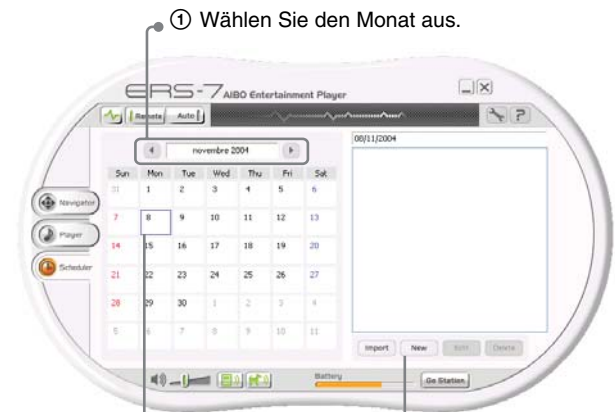 ① Wählen Sie den Monat aus.
ERS-7 AIBO Entertainment Player
Remote Auto
novembre 2004
08/11/2004
Sun Mon Tue Wed Thu Fri Sat
31 1 2 3 4 5 6
7 8 9 10 11 12 13
14 15 16 17 18 19 20
21 22 23 24 25 26 27
28 29 30 1 2 3 4
5 6 7 8 9 10 11
Navigator
Player
Scheduler
Import New Edit Delete
Battery
Go Station